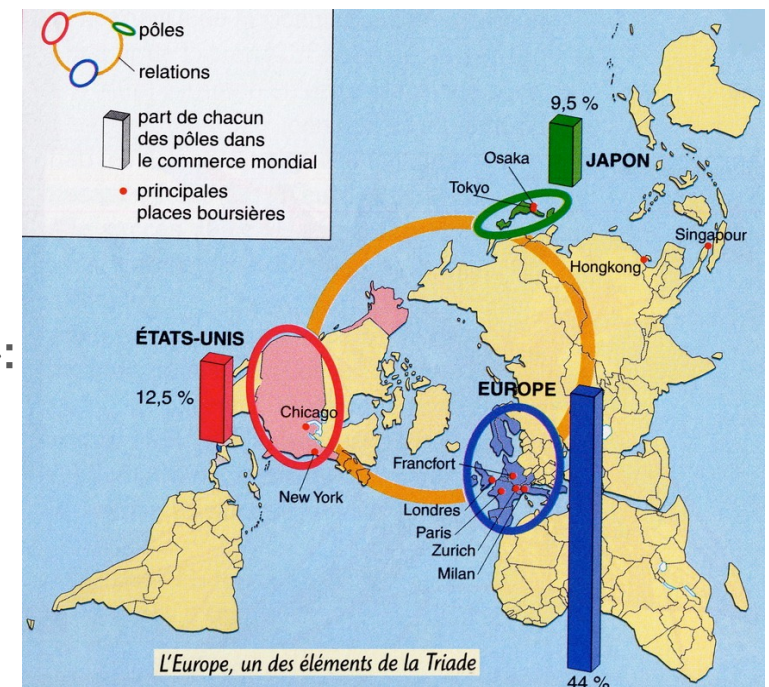 pôles
relations
part de chacun
des pôles dans
le commerce mondial
principales
places boursières
9,5 %
Osaka
JAPON
Tokyo
Singapour
Hongkong
ÉTATS-UNIS
12,5 %
EUROPE
Chicago
Francfort
New York
Londres
Paris
Zurich
Milan
L'Europe, un des éléments de la Triade
44 %